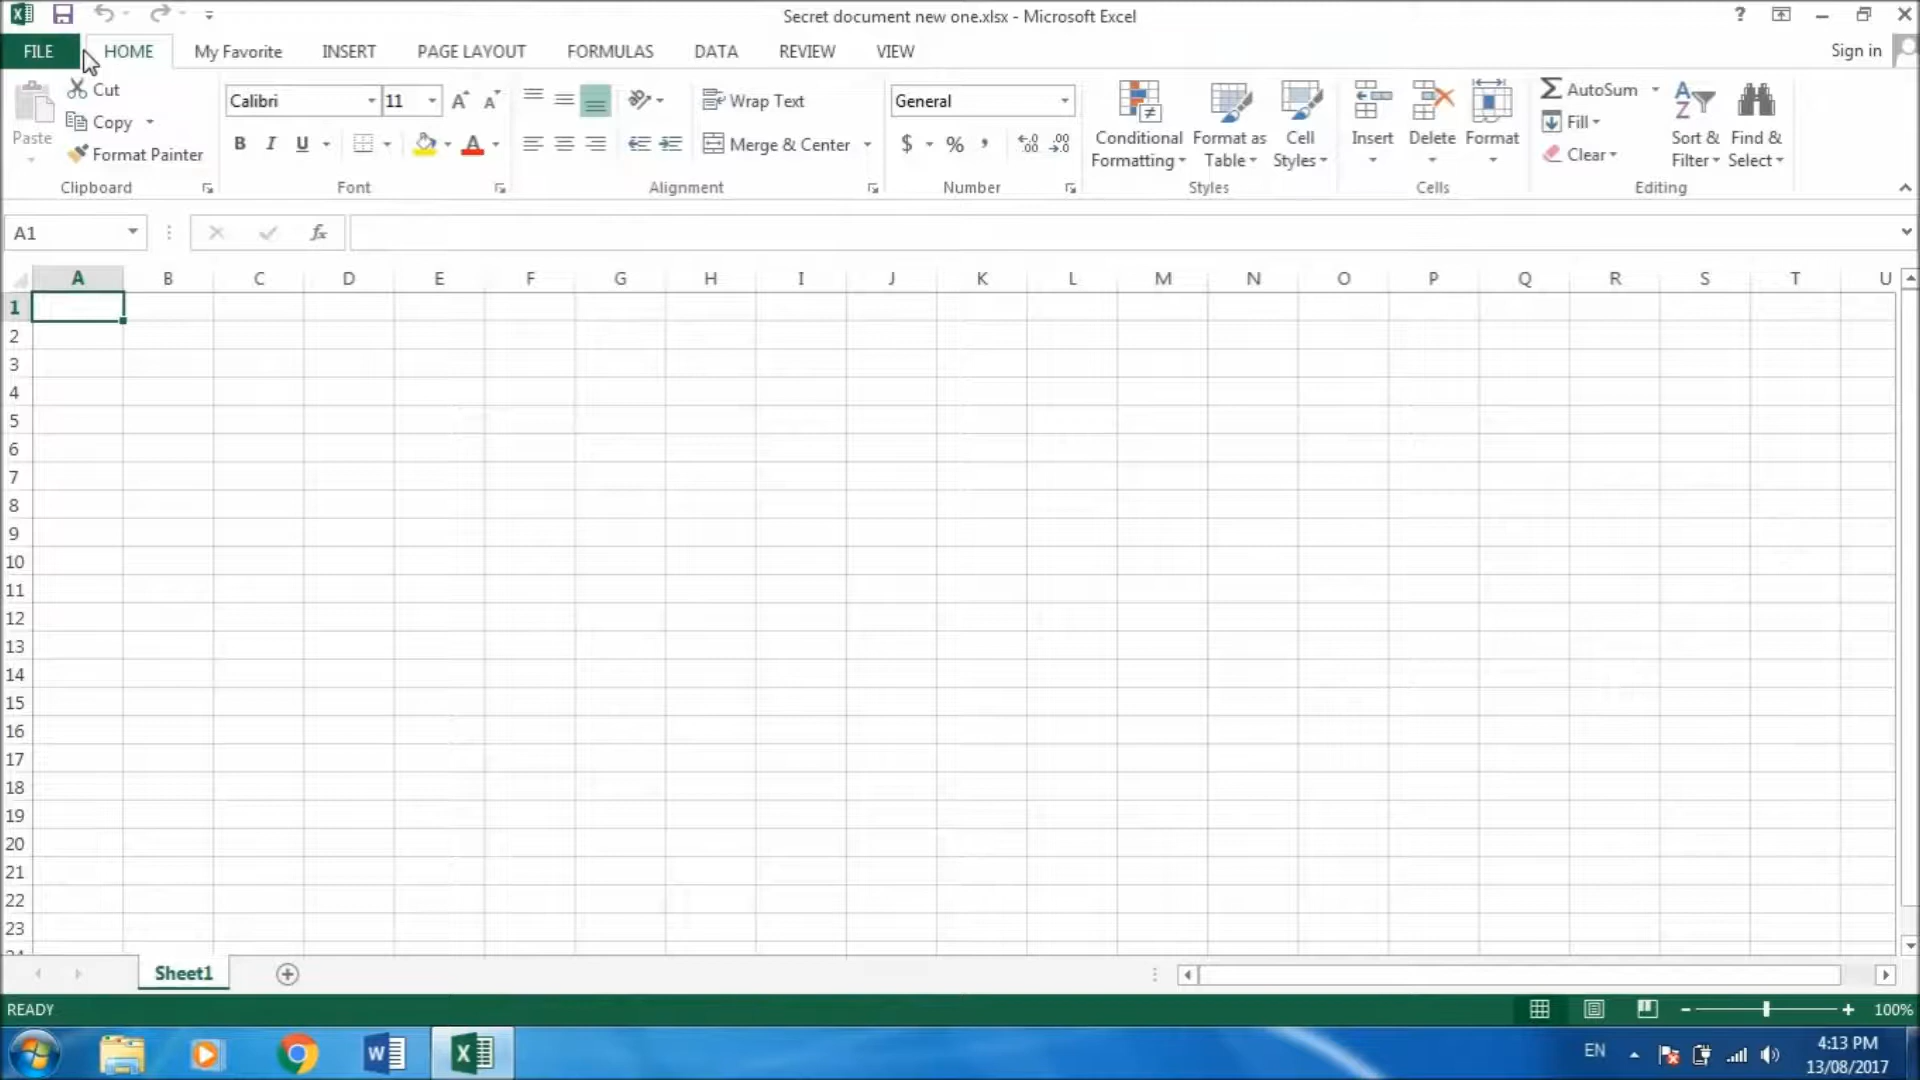 Secret document new one.xlsx - Microsoft Excel
?
FILE HOME My Favorite INSERT PAGE LAYOUT FORMULAS DATA REVIEW VIEW Sign in
Paste
Cut
Copy
Format Painter
Clipboard
Calibri 11 A A
B I U A
Font
Wrap Text
Merge & Center
Alignment
General
$ % , .00 .00
Number
Conditional Formatting
Format as Table
Cell Styles
Styles
Insert Delete Format
Cells
AutoSum
Fill
Clear
Sort & Filter
Find & Select
Editing
A1 fx
A B C D E F G H I J K L M N O P Q R S T U
1
2
3
4
5
6
7
8
9
10
11
12
13
14
15
16
17
18
19
20
21
22
23
Sheet1
READY 100%
EN 4:13 PM
13/08/2017